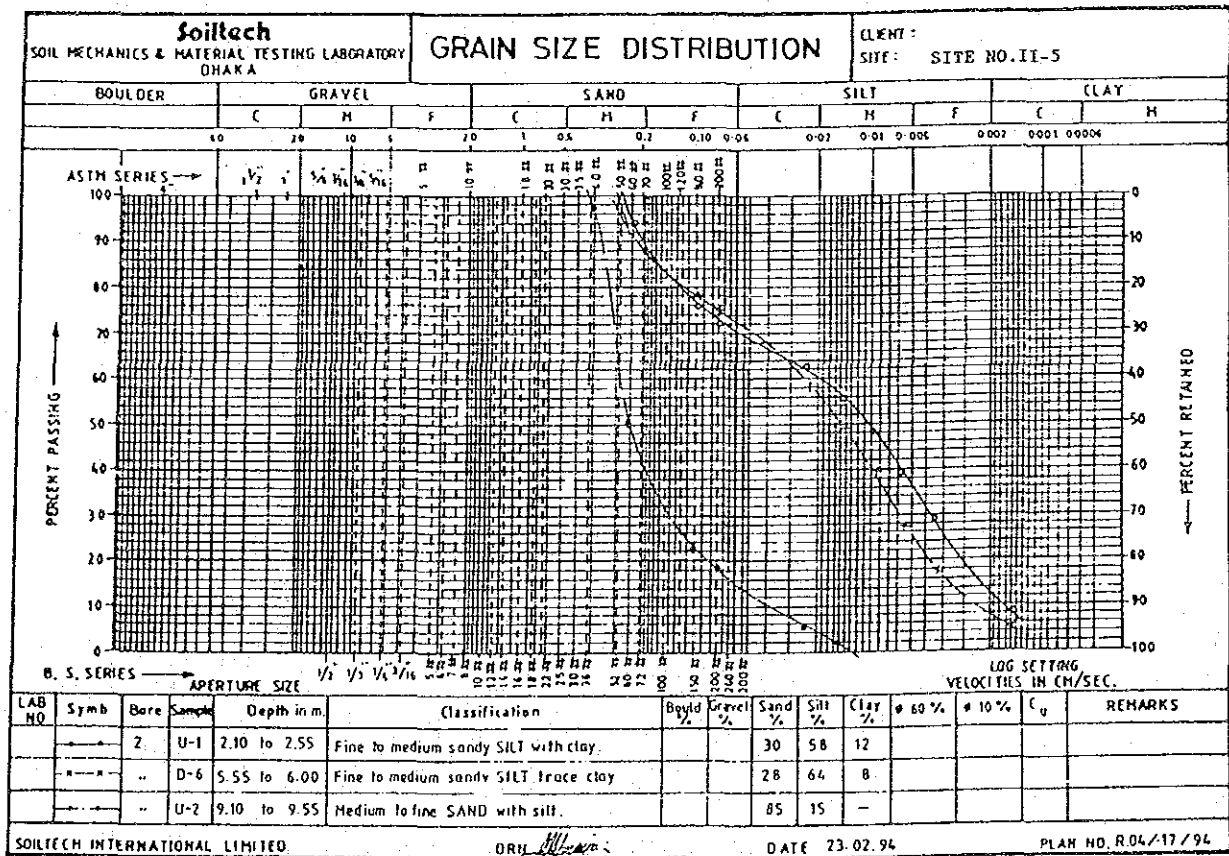 Soiltech
SOIL MECHANICS & MATERIAL TESTING LABORATORY
DHAKA
GRAIN SIZE DISTRIBUTION
CLIENT :
SITE : SITE NO.II-5
BOULDER GRAVEL SAND SILT CLAY
C M F C M F C M F C M
60 20 10 6 2.0 1 0.5 0.2 0.10 0.06 0.02 0.01 0.006 0.002 0.001 0.0006
ASTM SERIES
100 0
90 10
80 20
70 30
60 40
50 50
40 60
30 70
20 80
10 90
0 100
PERCENT PASSING
PERCENT RETAINED
B. S. SERIES
APERTURE SIZE
LOG SETTING
VELOCITIES IN CM/SEC.
LAB NO Symb Bore Sample Depth in m. Classification Bould % Gravel % Sand % Silt % Clay % ø 60 % ø 10 % Cu REMARKS
2 U-1 2.10 to 2.55 Fine to medium sandy SILT with clay. 30 58 12
" D-6 5.55 to 6.00 Fine to medium sandy SILT trace clay 28 64 8
" U-2 9.10 to 9.55 Medium to fine SAND with silt. 85 15 —
SOILTECH INTERNATIONAL LIMITED DRN DATE 23.02.94 PLAN NO. R.04/-17/94